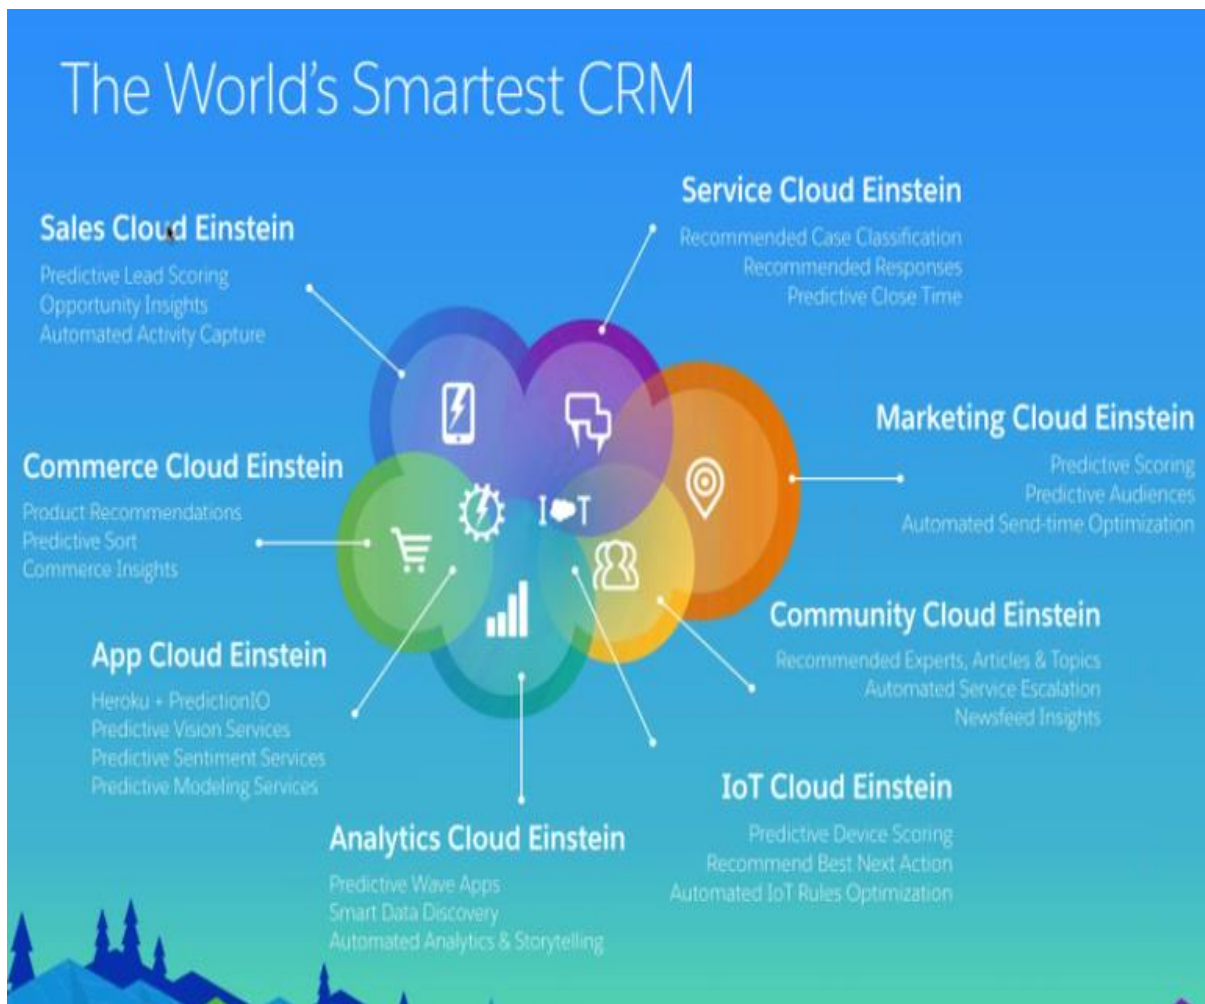 The World's Smartest CRM
Sales Cloud Einstein
Predictive Lead Scoring
Opportunity Insights
Automated Activity Capture
Service Cloud Einstein
Recommended Case Classification
Recommended Responses
Predictive Close Time
Commerce Cloud Einstein
Product Recommendations
Predictive Sort
Commerce Insights
Marketing Cloud Einstein
Predictive Scoring
Predictive Audiences
Automated Send-time Optimization
I T
App Cloud Einstein
Heroku + PredictionIO
Predictive Vision Services
Predictive Sentiment Services
Predictive Modeling Services
Community Cloud Einstein
Recommended Experts, Articles & Topics
Automated Service Escalation
Newsfeed Insights
Analytics Cloud Einstein
Predictive Wave Apps
Smart Data Discovery
Automated Analytics & Storytelling
IoT Cloud Einstein
Predictive Device Scoring
Recommend Best Next Action
Automated IoT Rules Optimization